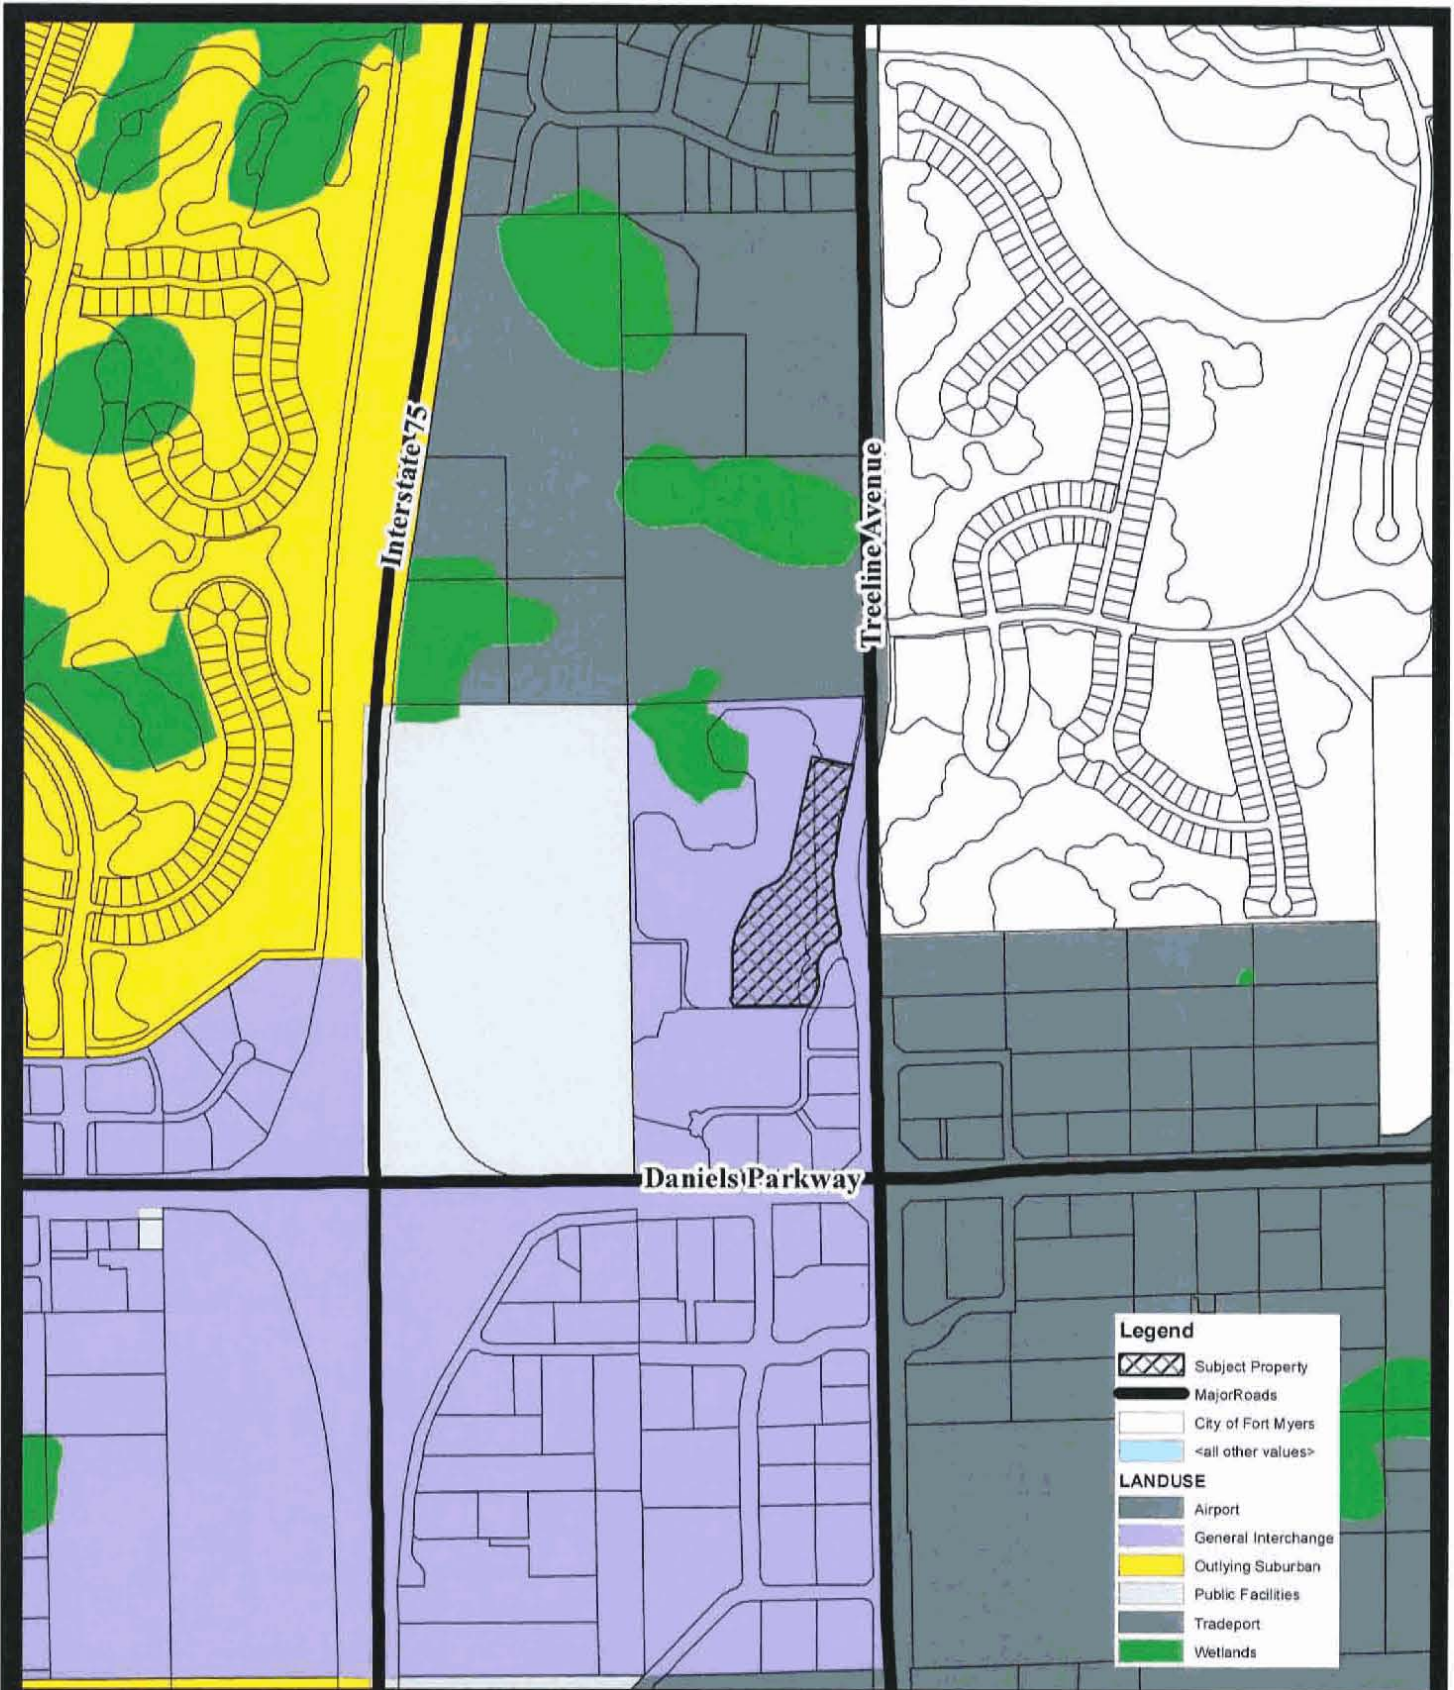 Interstate 75
Treeline Avenue
Daniels Parkway
Legend
Subject Property
MajorRoads
City of Fort Myers
<all other values>
LANDUSE
Airport
General Interchange
Outlying Suburban
Public Facilities
Tradeport
Wetlands